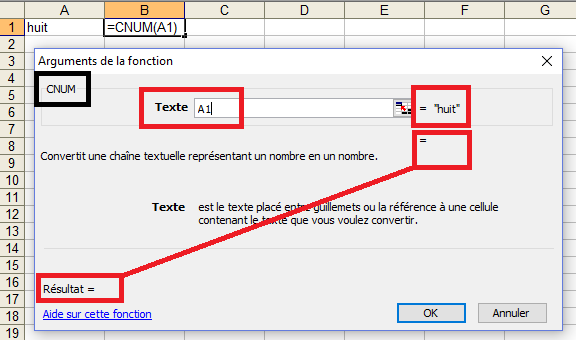 A B C D E F G
1 huit =CNUM(A1)
2
3
Arguments de la fonction
4
CNUM
5
6 Texte A1 = "huit"
7
8 =
9 Convertit une chaîne textuelle représentant un nombre en un nombre.
10
11
12 Texte est le texte placé entre guillemets ou la référence à une cellule
13 contenant le texte que vous voulez convertir.
14
15
16
Résultat =
17
18 Aide sur cette fonction OK Annuler
19